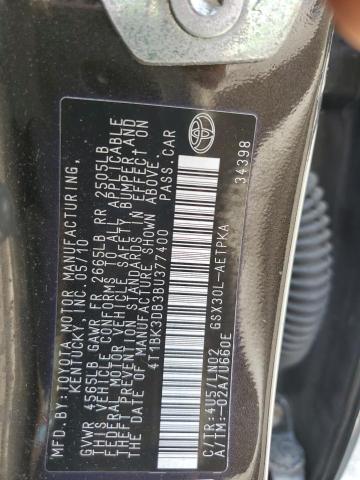 MFD.BY:TOYOTA MOTOR MANUFACTURING,
KENTUCKY, INC. 05/10
GVWR 4565LB GAWR FR 2665LB RR 2505LB
THIS VEHICLE CONFORMS TO ALL APPLICABLE
FEDERAL MOTOR VEHICLE SAFETY, BUMPER, AND
THEFT PREVENTION STANDARDS IN EFFECT ON
THE DATE OF MANUFACTURE SHOWN ABOVE.
4T1BK3DB3BU377400 PASS.CAR
C/TR:4U5/LN02 GSX30L-AETPKA
A/TM:-02A/U660E
34398